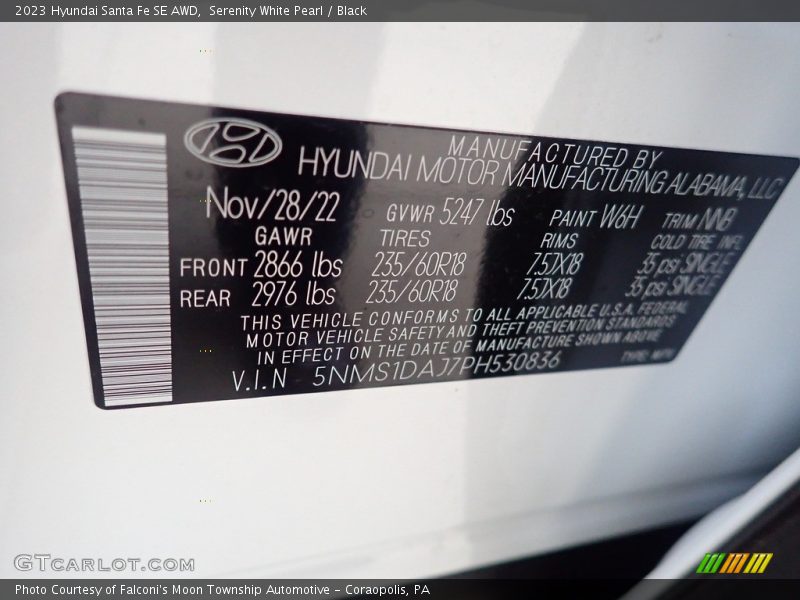 2023 Hyundai Santa Fe SE AWD, Serenity White Pearl / Black
MANUFACTURED BY
HYUNDAI MOTOR MANUFACTURING ALABAMA, LLC
Nov/28/22 GVWR 5247 lbs PAINT W6H TRIM NNB
GAWR TIRES RIMS COLD TIRE INFL
FRONT 2866 lbs 235/60R18 7.5JX18 35 psi SINGLE
REAR 2976 lbs 235/60R18 7.5JX18 35 psi SINGLE
THIS VEHICLE CONFORMS TO ALL APPLICABLE U.S.A. FEDERAL
MOTOR VEHICLE SAFETY AND THEFT PREVENTION STANDARDS
IN EFFECT ON THE DATE OF MANUFACTURE SHOWN ABOVE
V.I.N 5NMS1DAJ7PH530836 TYPE: MPV
GTcarlot.com
Photo Courtesy of Falconi's Moon Township Automotive - Coraopolis, PA